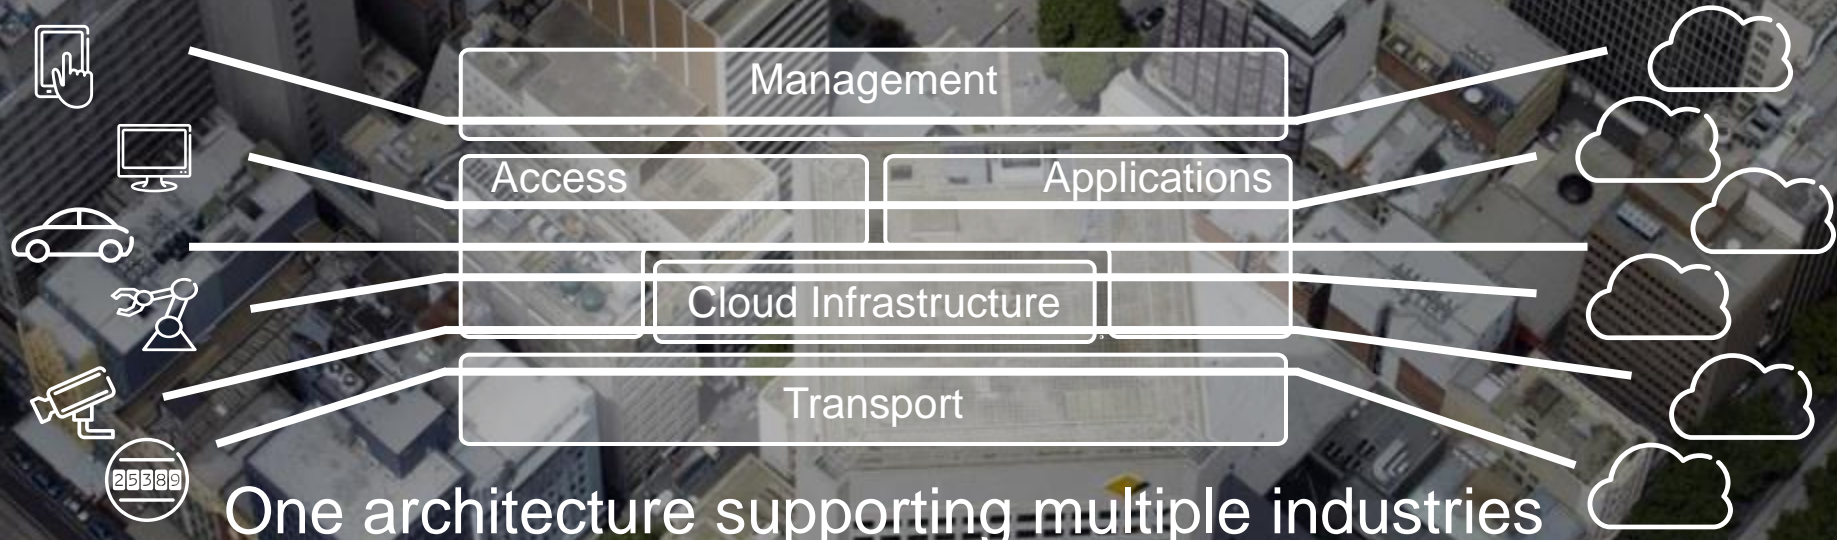 Management
Access
Applications
Cloud Infrastructure
Transport
25389
One architecture supporting multiple industries